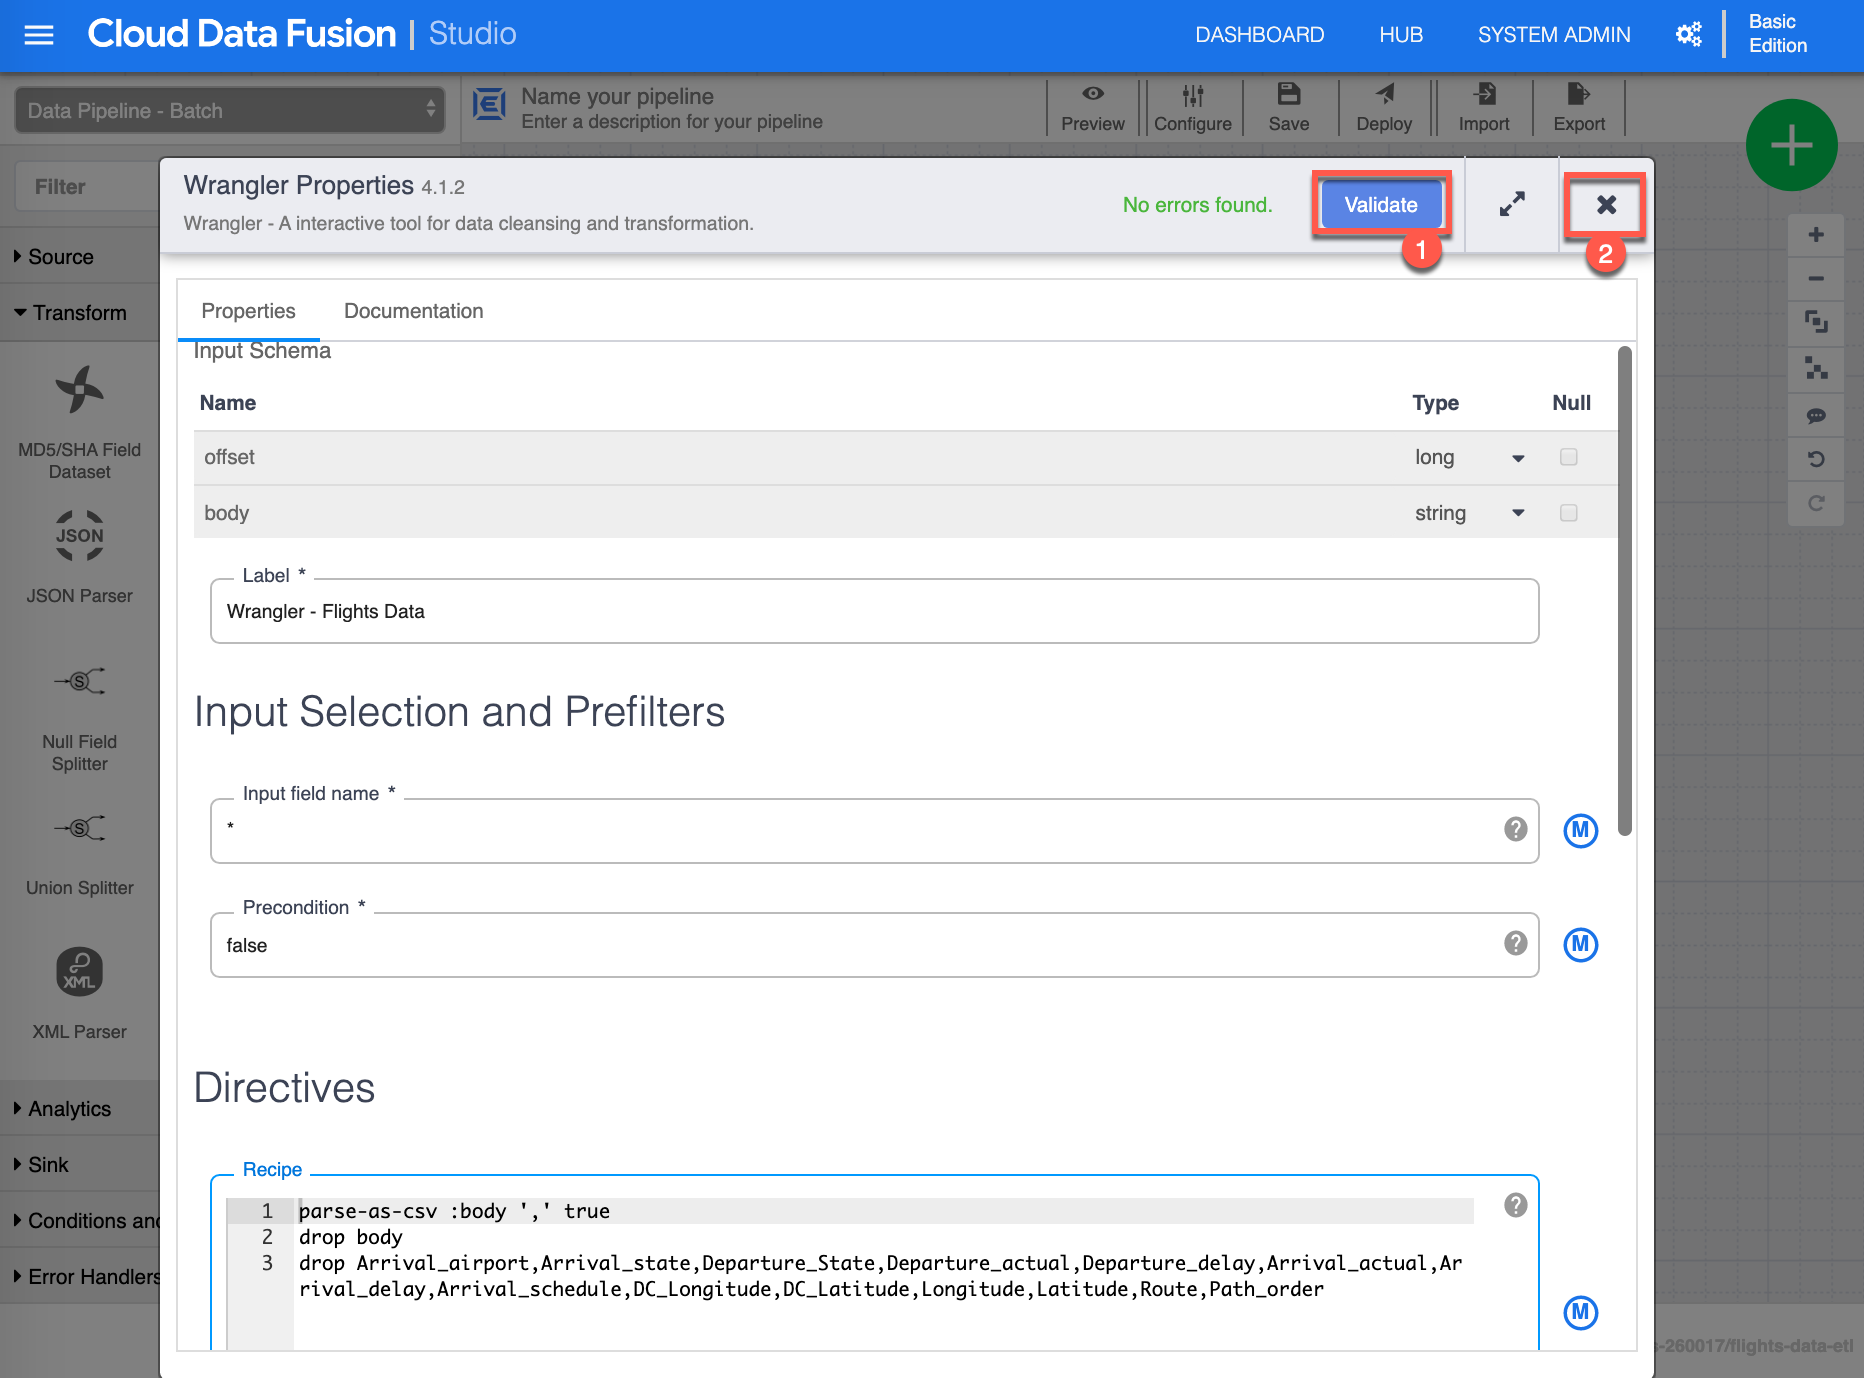 Cloud Data Fusion | Studio
DASHBOARD
HUB
SYSTEM ADMIN
Basic
Edition
Data Pipeline - Batch
Name your pipeline
Enter a description for your pipeline
Preview
Configure
Save
Deploy
Import
Export
Filter
Source
Transform
MD5/SHA Field
Dataset
JSON
JSON Parser
S
Null Field
Splitter
S
Union Splitter
XML
XML Parser
Analytics
Sink
Conditions and
Error Handlers
Wrangler Properties 4.1.2
Wrangler - A interactive tool for data cleansing and transformation.
No errors found.
Validate
1
2
Properties
Documentation
Input Schema
Name
Type
Null
offset
long
body
string
Label *
Wrangler - Flights Data
Input Selection and Prefilters
Input field name *
*
?
M
Precondition *
false
?
M
Directives
Recipe
1 parse-as-csv :body ',' true
?
2 drop body
3 drop Arrival_airport,Arrival_state,Departure_State,Departure_actual,Departure_delay,Arrival_actual,Ar
rival_delay,Arrival_schedule,DC_Longitude,DC_Latitude,Longitude,Latitude,Route,Path_order
M
-260017/flights-data-etl